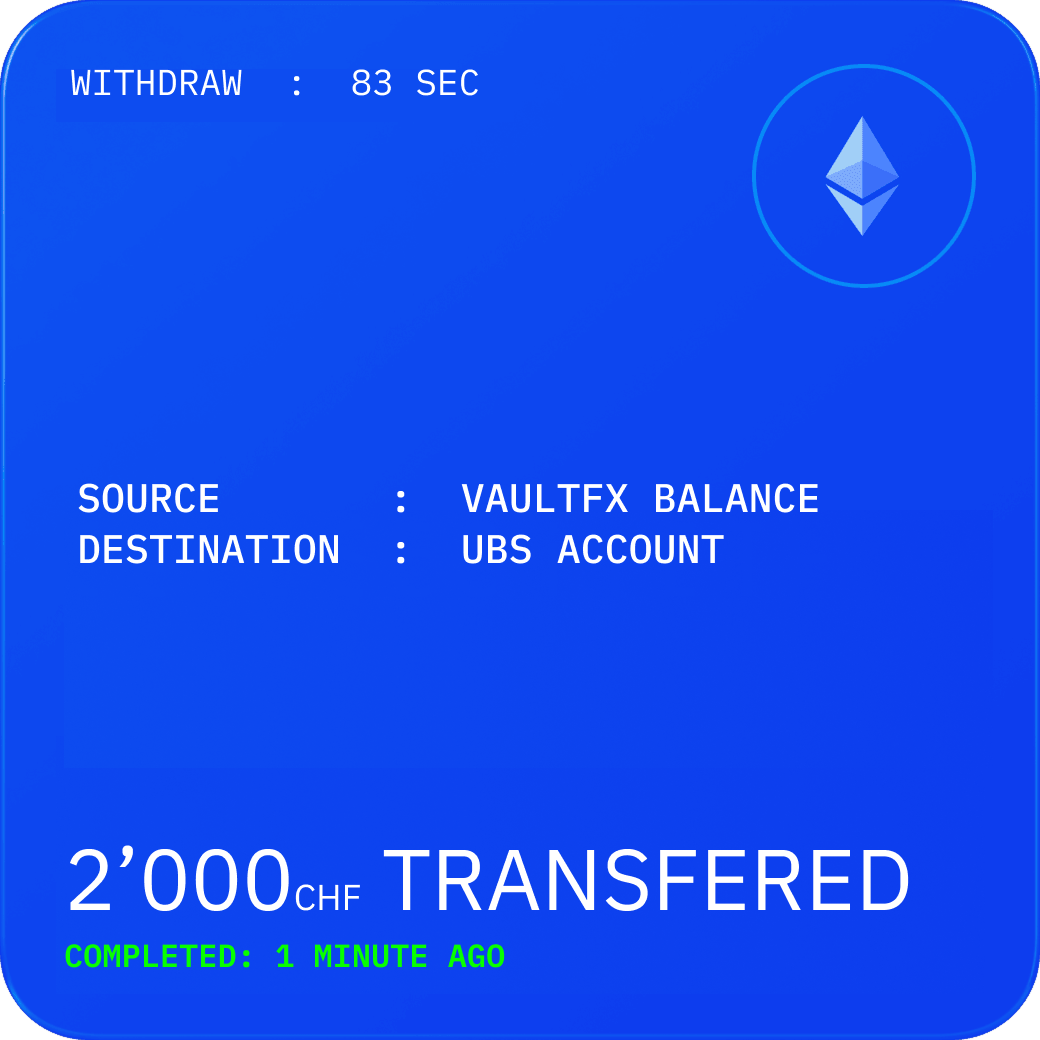 WITHDRAW : 83 SEC
SOURCE : VAULTFX BALANCE
DESTINATION : UBS ACCOUNT
2’000CHF TRANSFERED
COMPLETED: 1 MINUTE AGO